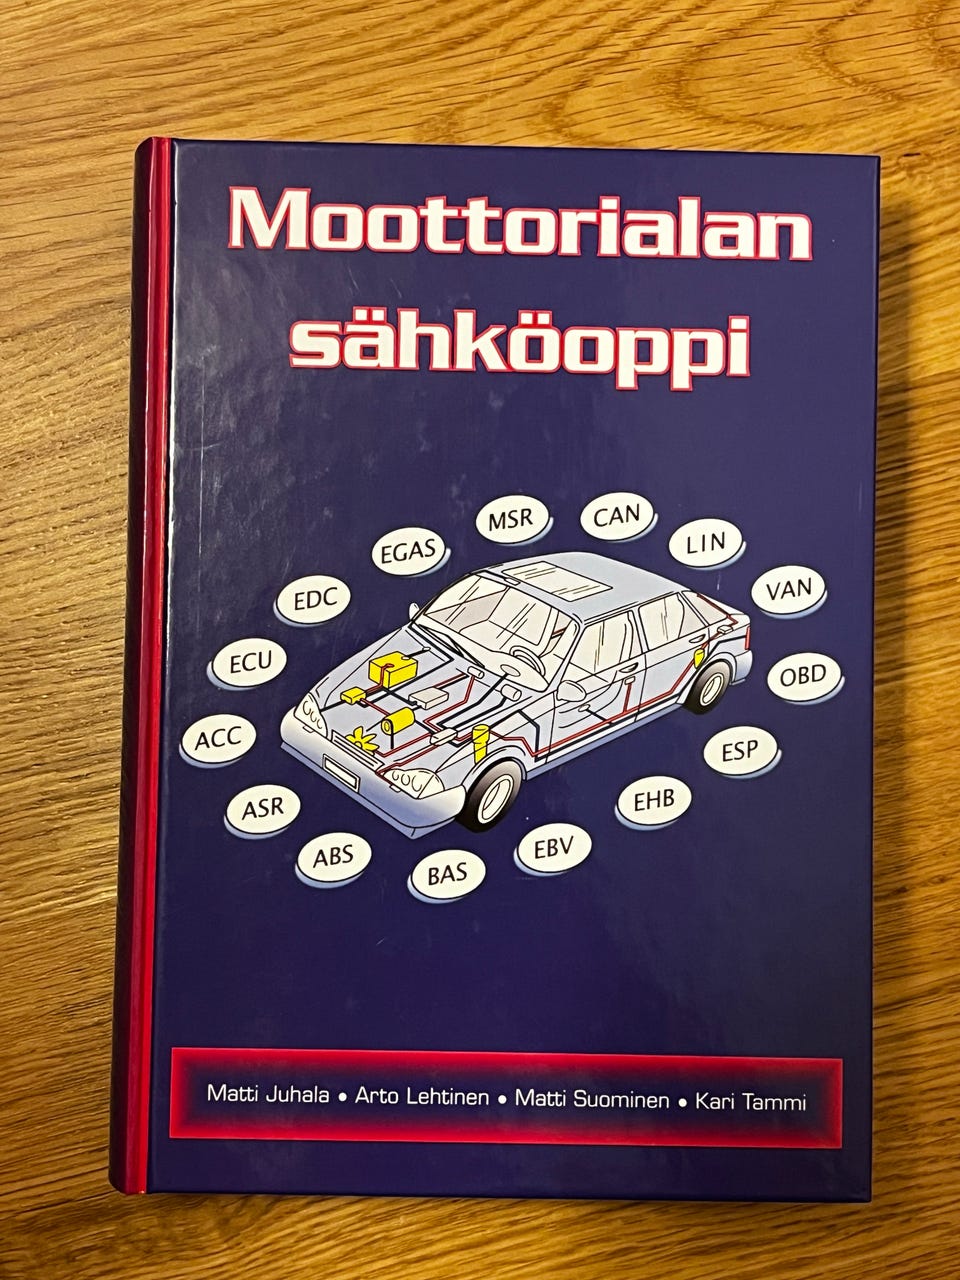 Moottorialan
sähköoppi
MSR
CAN
EGAS
LIN
EDC
VAN
ECU
OBD
ACC
ESP
ASR
EHB
ABS
EBV
BAS
Matti Juhala • Arto Lehtinen • Matti Suominen • Kari Tammi